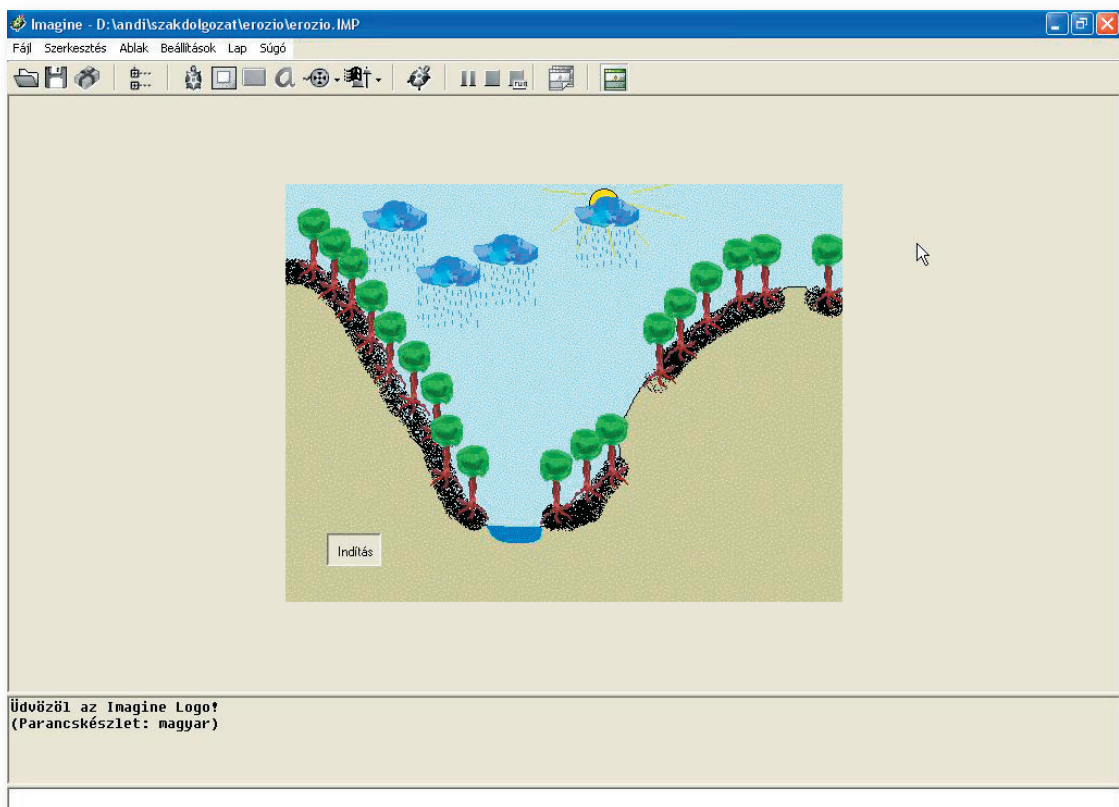 Imagine - D:\andi\szakdolgozat\erozio\erozio.IMP
Fájl Szerkesztés Ablak Beállítások Lap Súgó
run
Indítás
Üdvözöl az Imagine Logo!
(Parancskészlet: magyar)